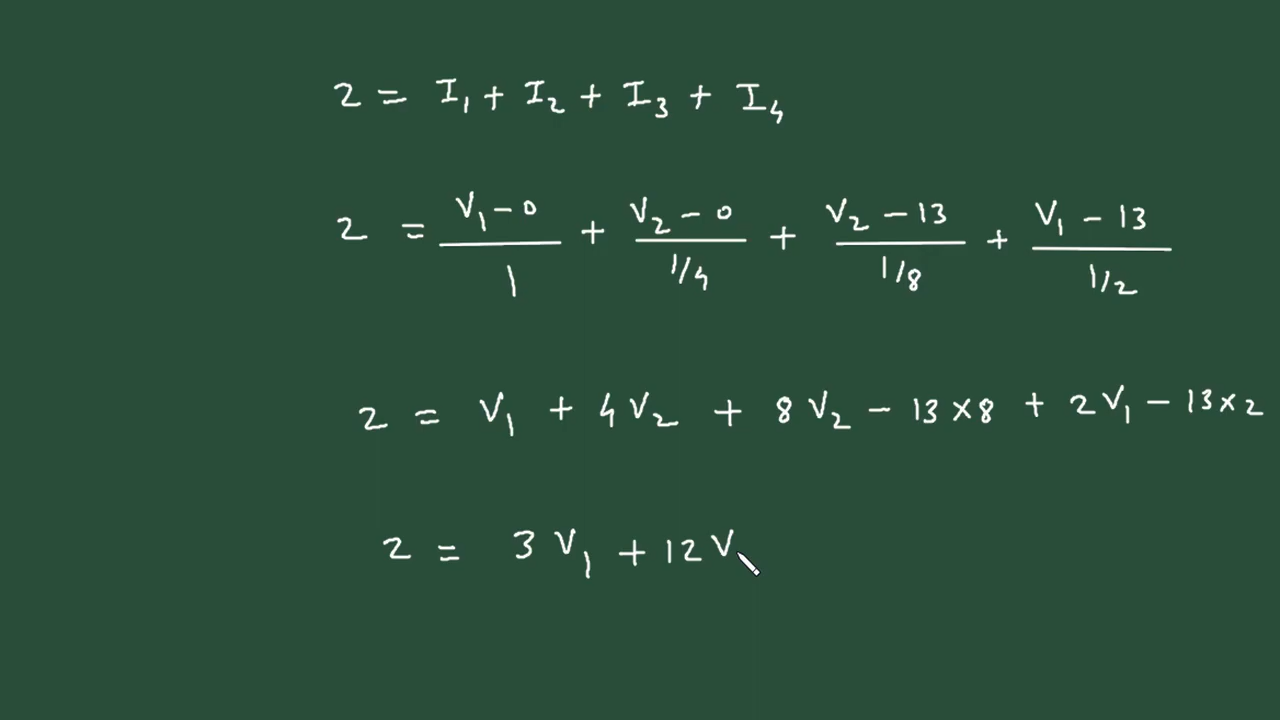 2 = I₁ + I₂ + I₃ + I₄
2 = (V₁ − 0)/1 + (V₂ − 0)/(1/4) + (V₂ − 13)/(1/8) + (V₁ − 13)/(1/2)
2 = V₁ + 4V₂ + 8V₂ − 13×8 + 2V₁ − 13×2
2 = 3V₁ + 12V